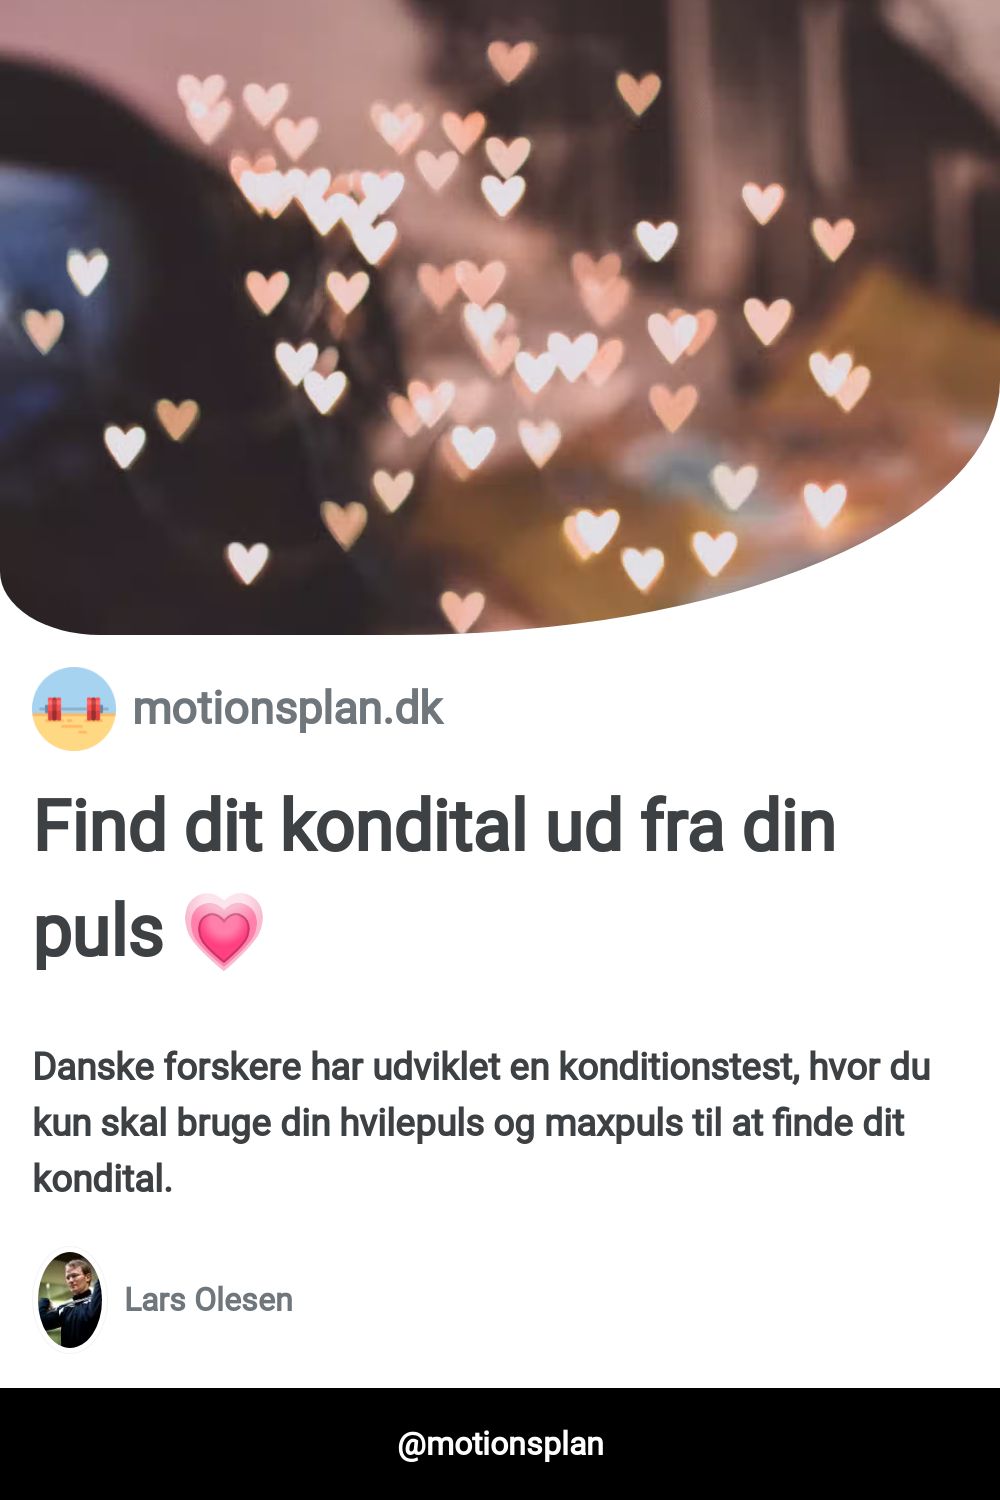 motionsplan.dk
Find dit kondital ud fra din
puls 💗
Danske forskere har udviklet en konditionstest, hvor du
kun skal bruge din hvilepuls og maxpuls til at finde dit
kondital.
Lars Olesen
@motionsplan